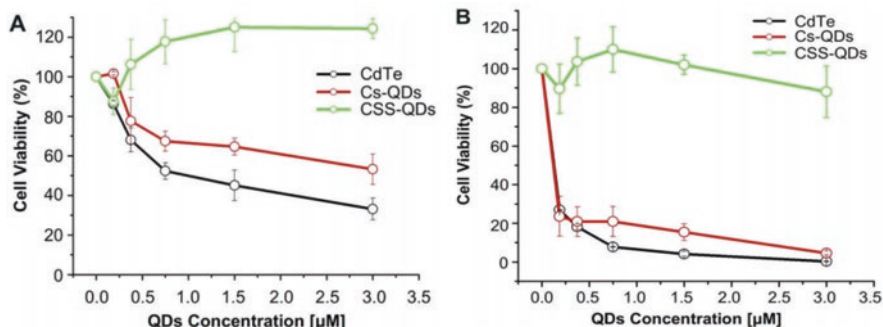 A
Cell Viability (%)
120
100
80
60
40
20
0
CdTe
Cs-QDs
CSS-QDs
0.0 0.5 1.0 1.5 2.0 2.5 3.0 3.5
QDs Concentration [µM]
B
Cell Viability (%)
120
100
80
60
40
20
0
CdTe
Cs-QDs
CSS-QDs
0.0 0.5 1.0 1.5 2.0 2.5 3.0 3.5
QDs Concentration [µM]